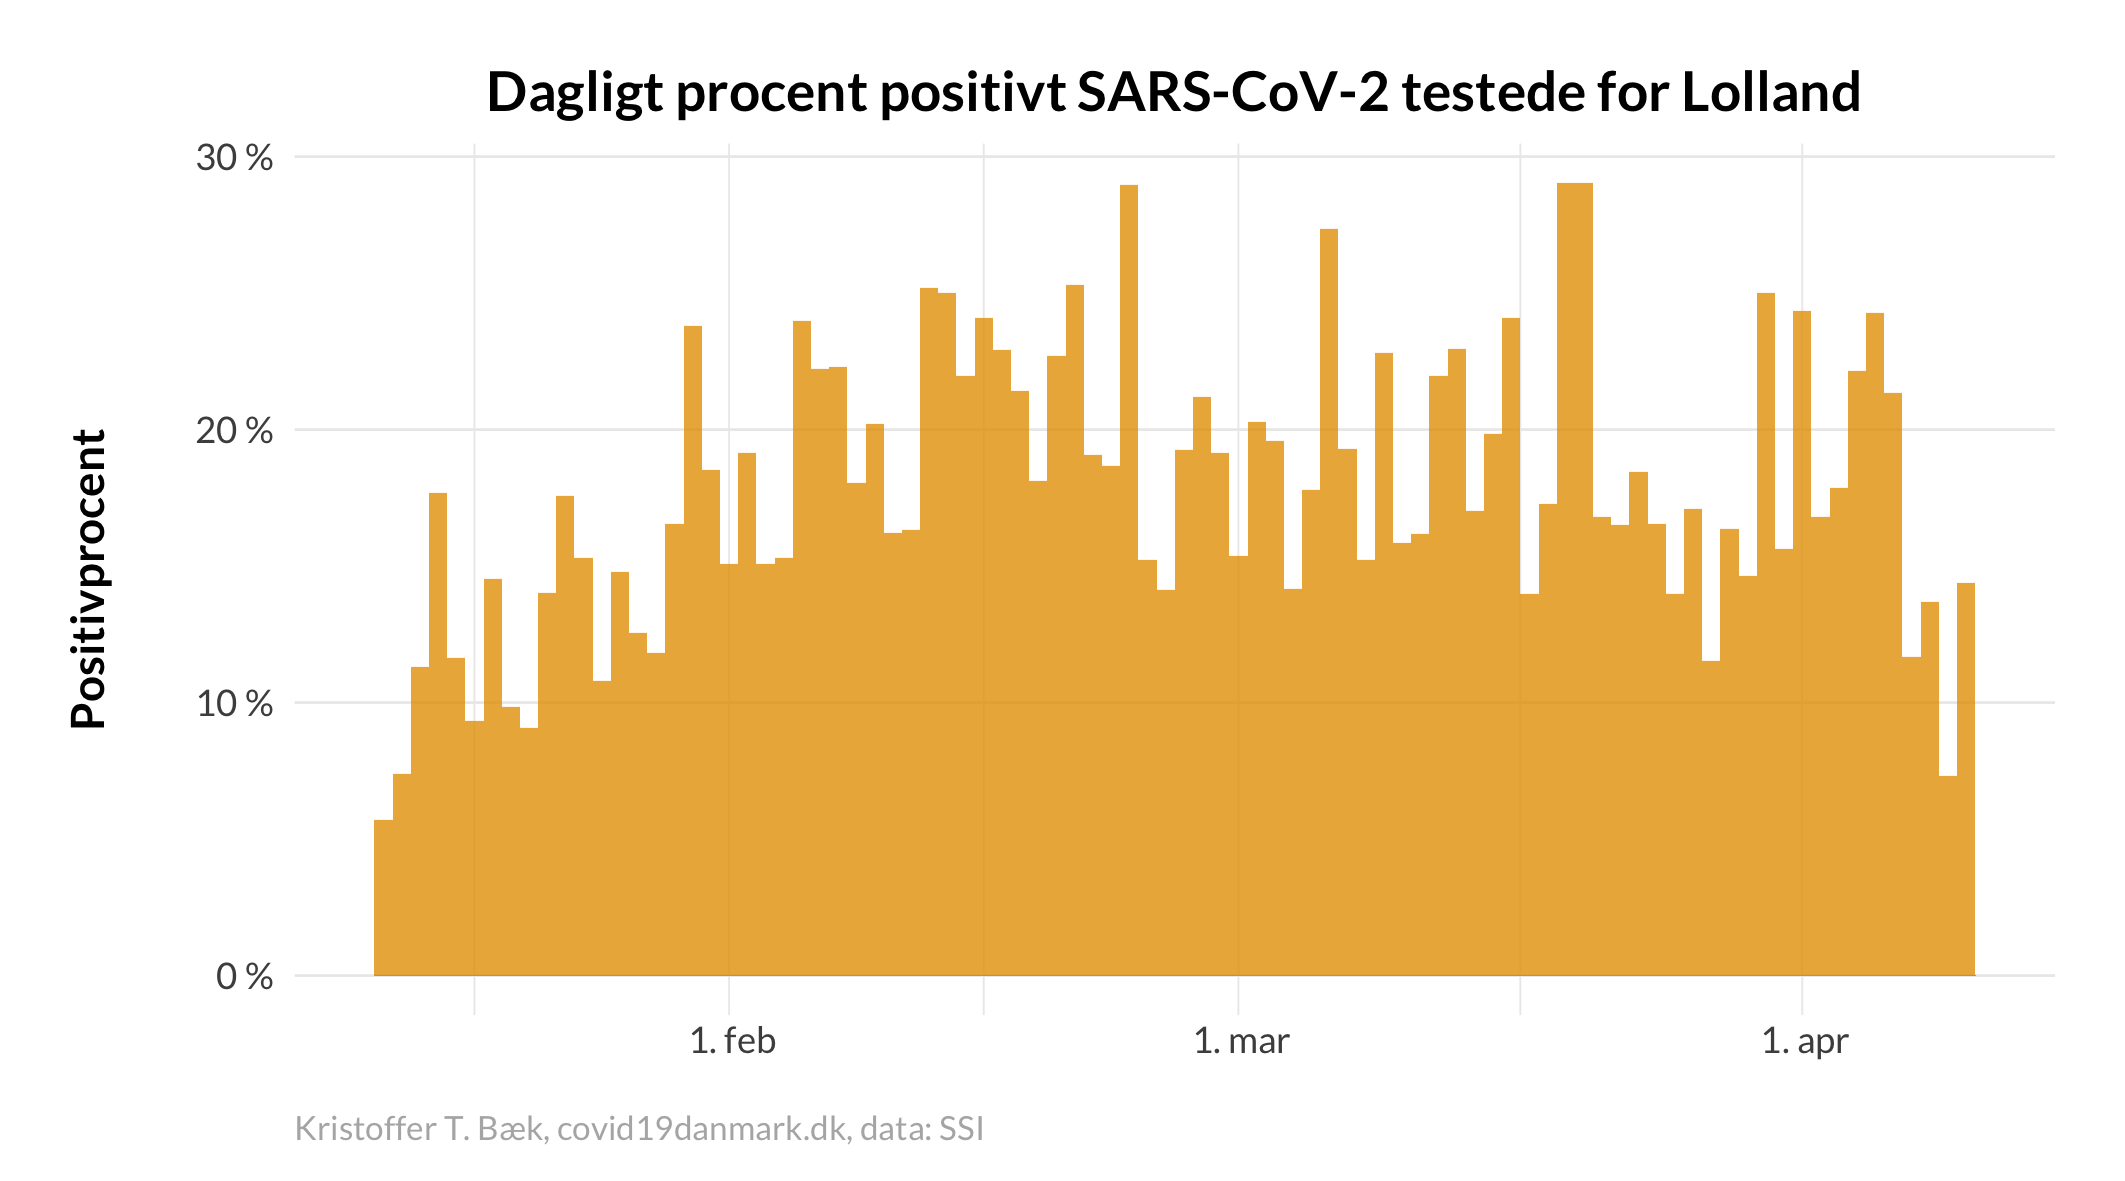 Dagligt procent positivt SARS-CoV-2 testede for Lolland
Positivprocent
30 %
20 %
10 %
0 %
1. feb
1. mar
1. apr
Kristoffer T. Bæk, covid19danmark.dk, data: SSI